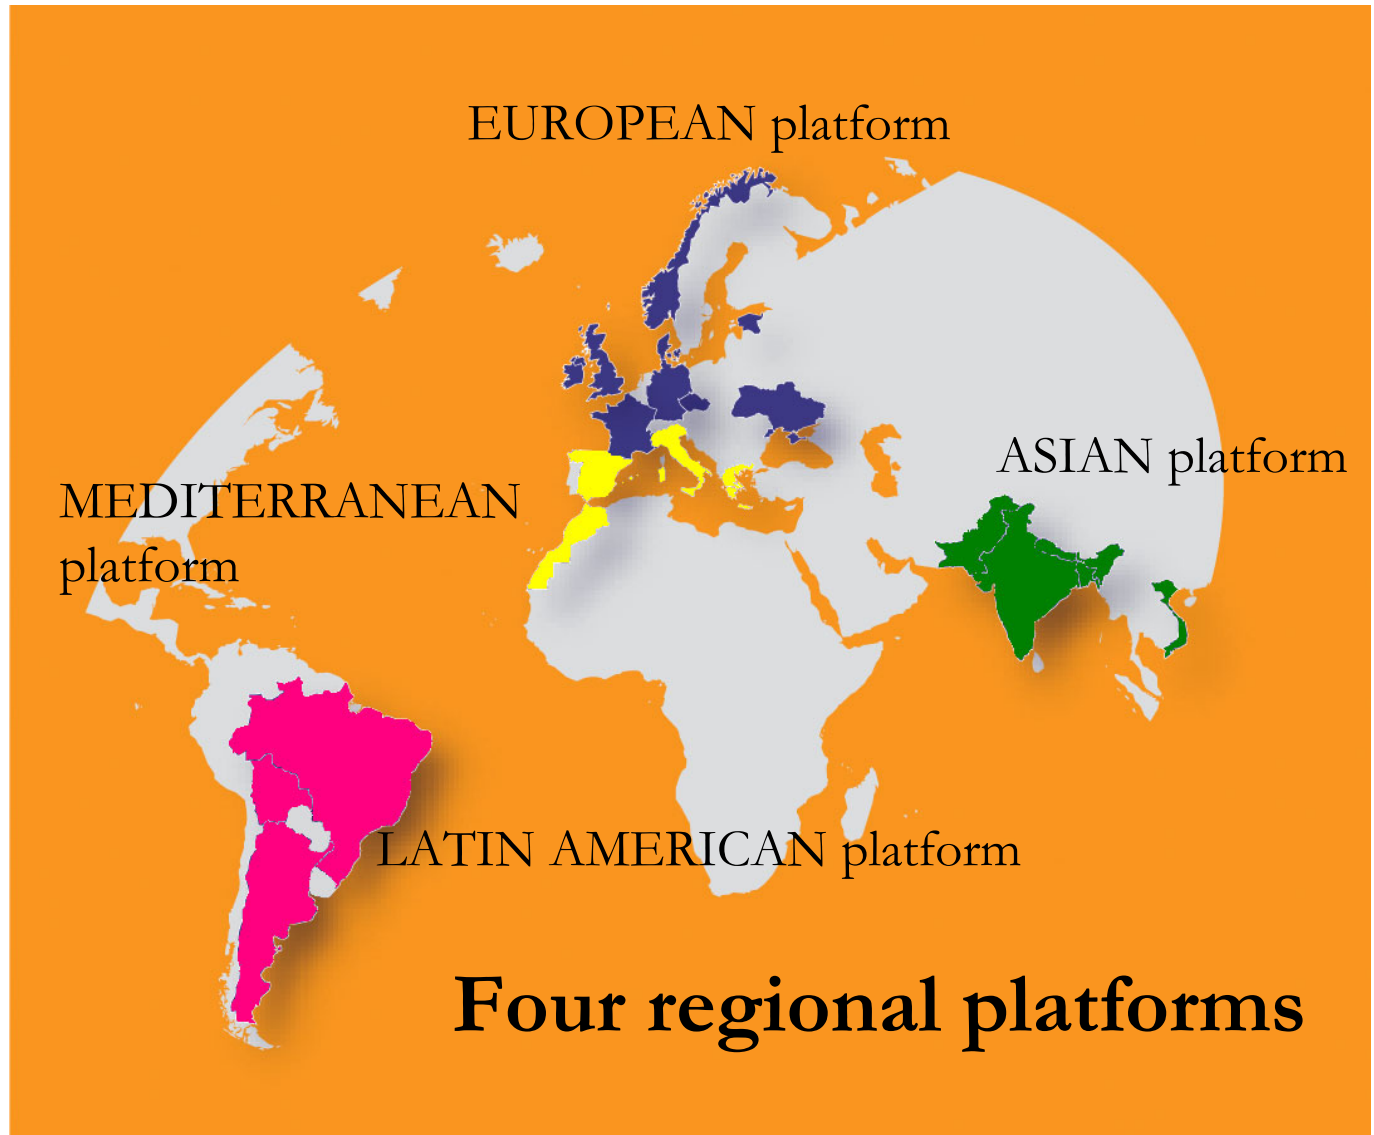 EUROPEAN platform
ASIAN platform
MEDITERRANEAN
platform
LATIN AMERICAN platform
Four regional platforms